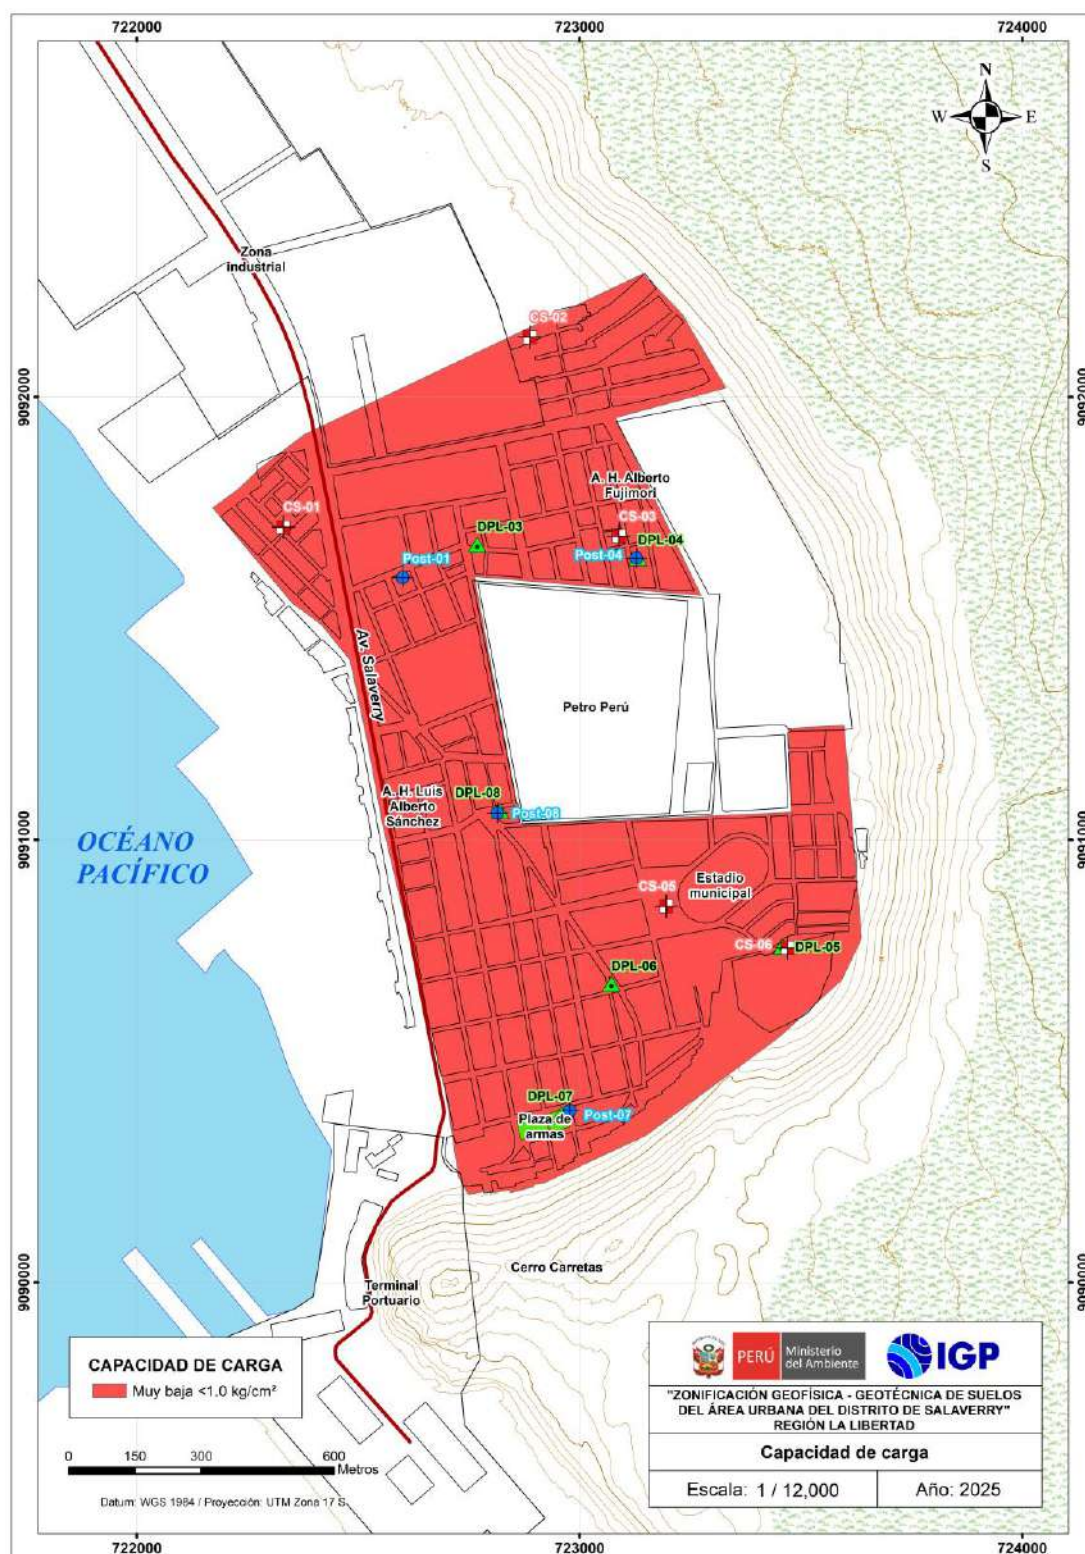 722000
723000
724000
N
W
E
S
Zona
industrial
CS-02
9092000
9092000
A. H. Alberto
Fujimori
CS-01
CS-03
DPL-03
DPL-04
Post-01
Post-04
Av. Salaverry
Petro Perú
A. H. Luis
Alberto
Sánchez
DPL-08
Post-08
9091000
9091000
OCÉANO
PACÍFICO
Estadio
municipal
CS-05
CS-06
DPL-05
DPL-06
DPL-07
Post-07
Plaza de
armas
Cerro Carretas
Terminal
Portuario
9090000
9090000
CAPACIDAD DE CARGA
Muy baja <1.0 kg/cm²
0 150 300 600
Metros
Datum: WGS 1984 / Proyección: UTM Zona 17 S
PERÚ
Ministerio
del Ambiente
IGP
"ZONIFICACIÓN GEOFÍSICA - GEOTÉCNICA DE SUELOS
DEL ÁREA URBANA DEL DISTRITO DE SALAVERRY"
REGIÓN LA LIBERTAD
Capacidad de carga
Escala: 1 / 12,000
Año: 2025
722000
723000
724000